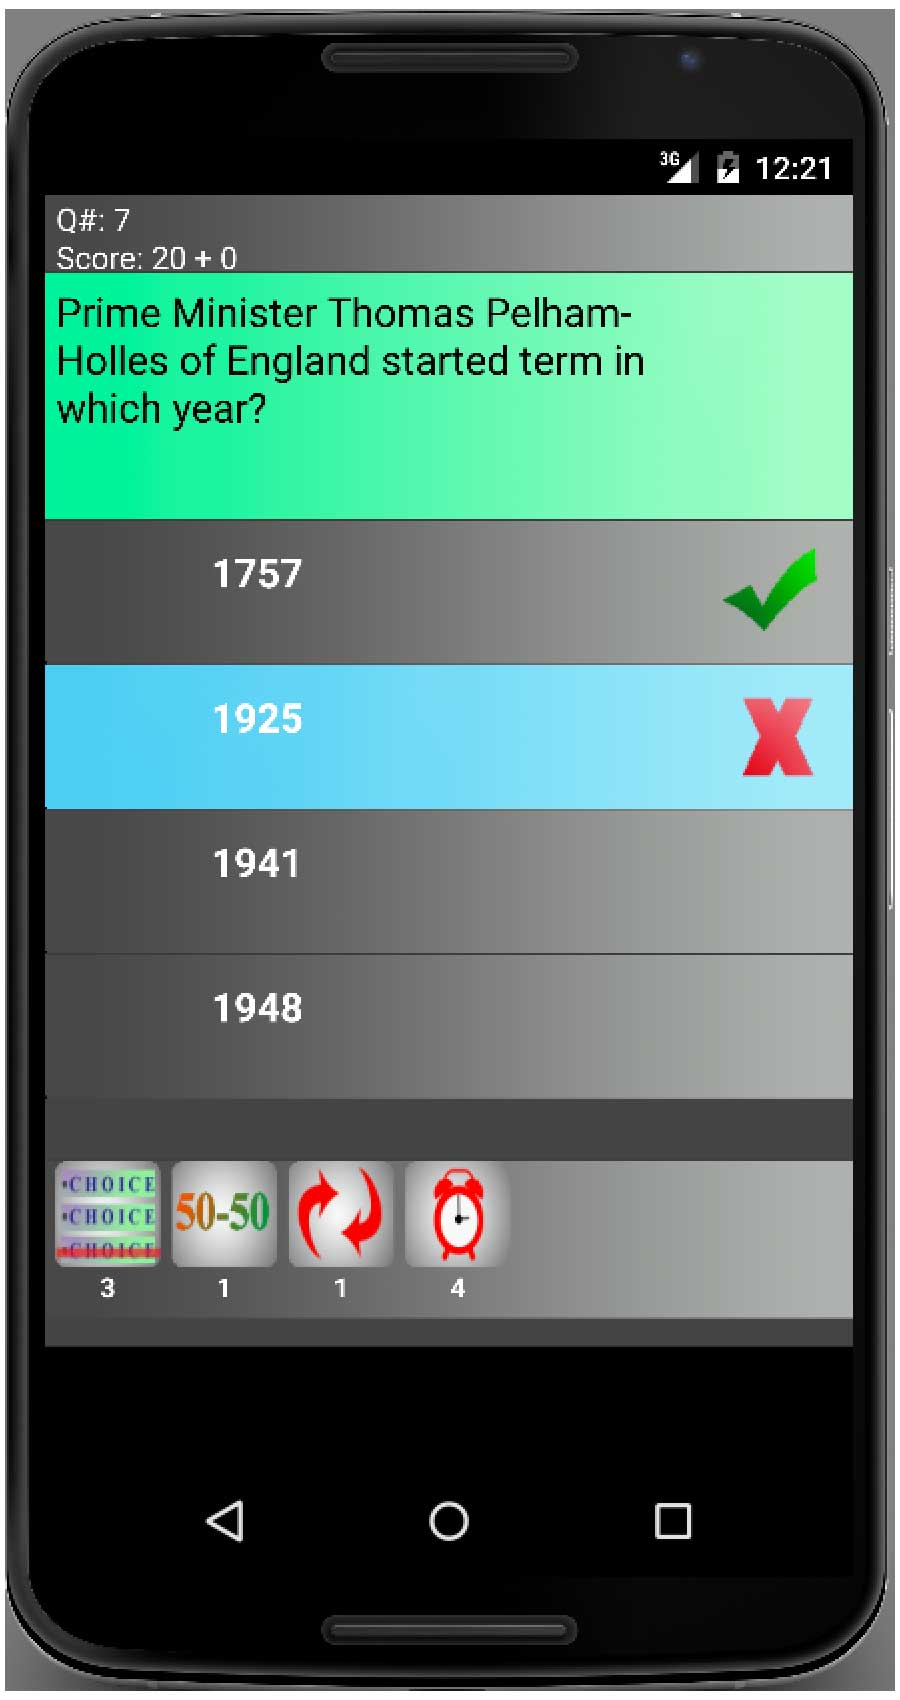 3G 12:21
Q#: 7
Score: 20 + 0
Prime Minister Thomas Pelham-
Holles of England started term in
which year?
1757
1925
1941
1948
•CHOICE
•CHOICE
•CHOICE
50-50
3 1 1 4